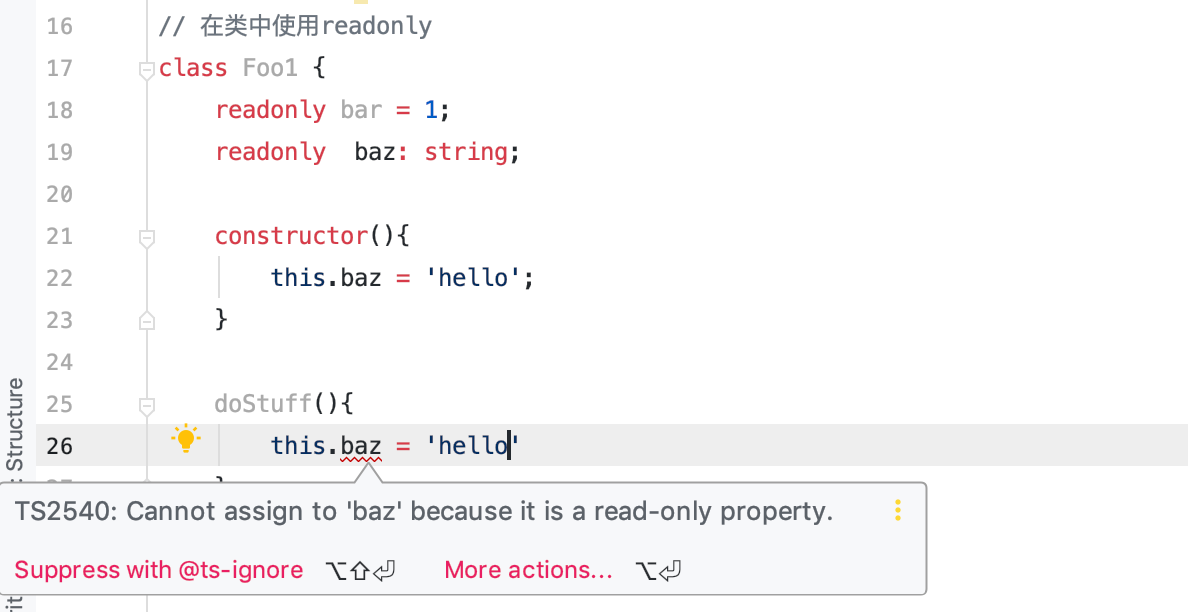 16 // 在类中使用readonly
17 class Foo1 {
18 readonly bar = 1;
19 readonly  baz: string;
20
21 constructor(){
22 this.baz = 'hello';
23 }
24
25 doStuff(){
26 this.baz = 'hello'
TS2540: Cannot assign to 'baz' because it is a read-only property.
Suppress with @ts-ignore ⌥⇧⏎ More actions... ⌥⏎
Structure